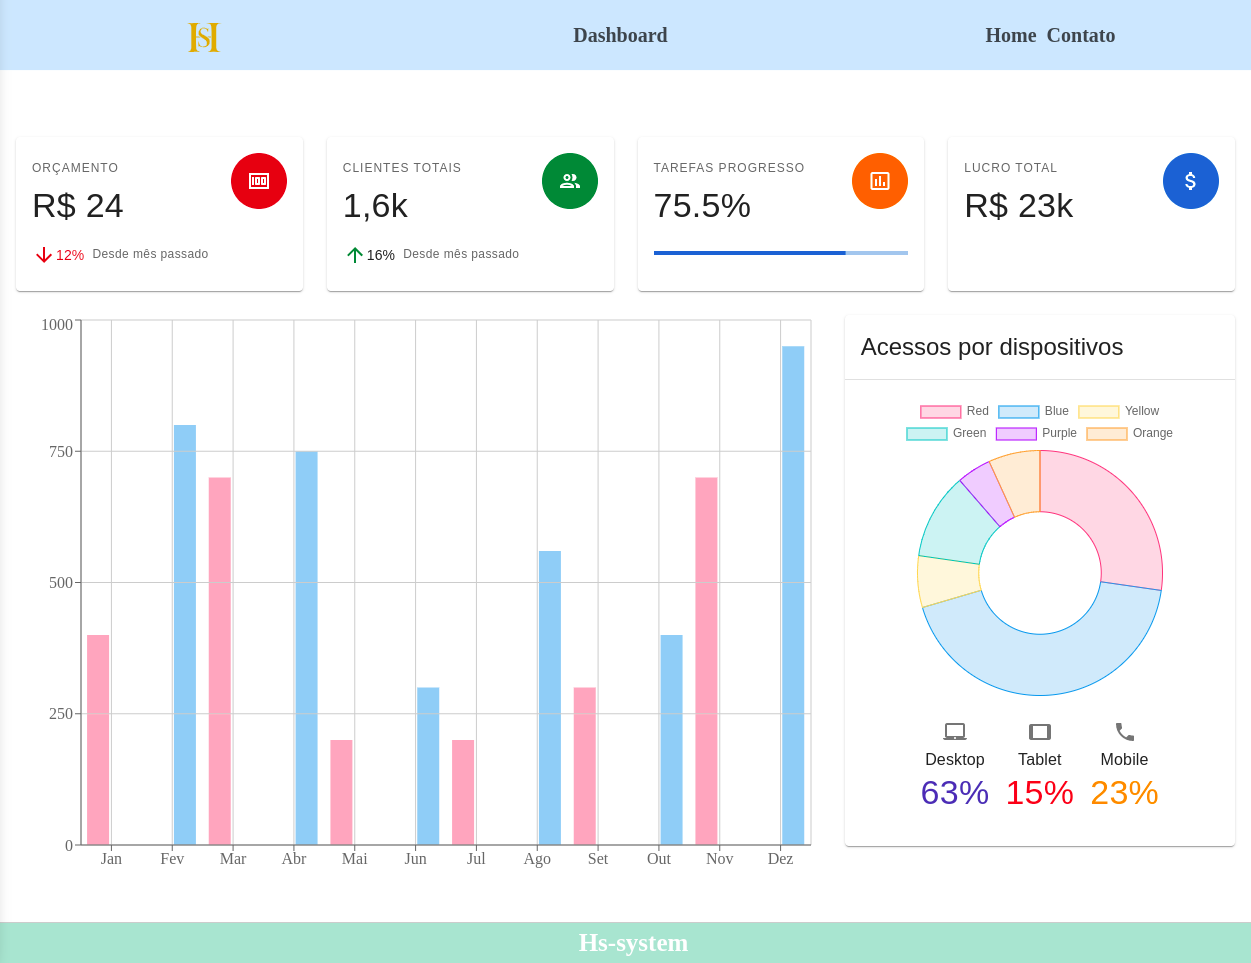 HSH Dashboard Home Contato
ORÇAMENTO
R$ 24
12% Desde mês passado
CLIENTES TOTAIS
1,6k
16% Desde mês passado
TAREFAS PROGRESSO
75.5%
LUCRO TOTAL
R$ 23k
1000
750
500
250
0
Jan Fev Mar Abr Mai Jun Jul Ago Set Out Nov Dez
Acessos por dispositivos
Red Blue Yellow
Green Purple Orange
Desktop Tablet Mobile
63% 15% 23%
Hs-system